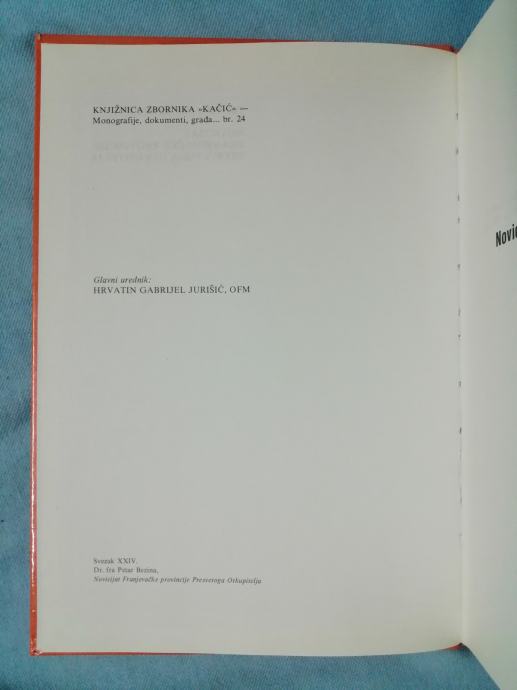 KNJIŽNICA ZBORNIKA »KAČIĆ« —
Monografije, dokumenti, građa... br. 24
Glavni urednik:
HRVATIN GABRIJEL JURIŠIĆ, OFM
Svezak XXIV.
Dr. fra Petar Bezina,
Novicijat Franjevačke provincije Presvetoga Otkupitelja
Novic